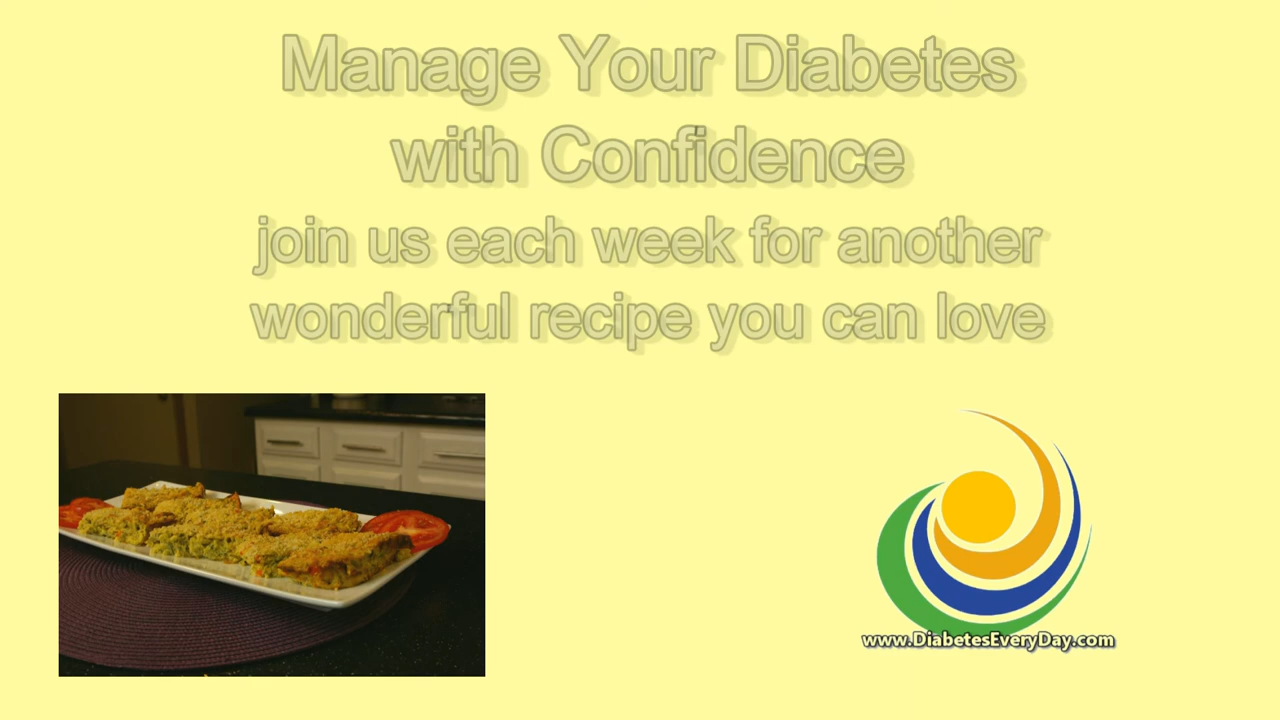 Manage Your Diabetes
with Confidence
join us each week for another
wonderful recipe you can love
www.DiabetesEveryDay.com